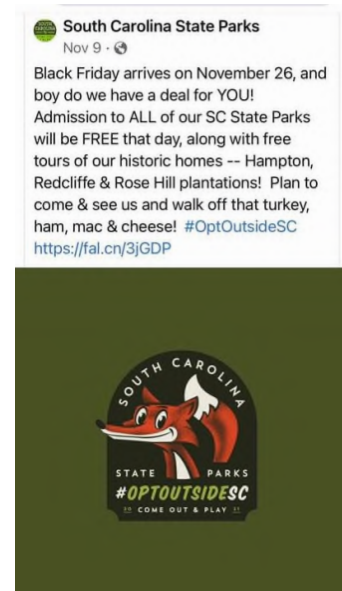 South Carolina State Parks
Nov 9 ·
Black Friday arrives on November 26, and
boy do we have a deal for YOU!
Admission to ALL of our SC State Parks
will be FREE that day, along with free
tours of our historic homes -- Hampton,
Redcliffe & Rose Hill plantations! Plan to
come & see us and walk off that turkey,
ham, mac & cheese! #OptOutsideSC
https://fal.cn/3jGDP
SOUTH CAROLINA
STATE PARKS
#OPTOUTSIDESC
COME OUT & PLAY